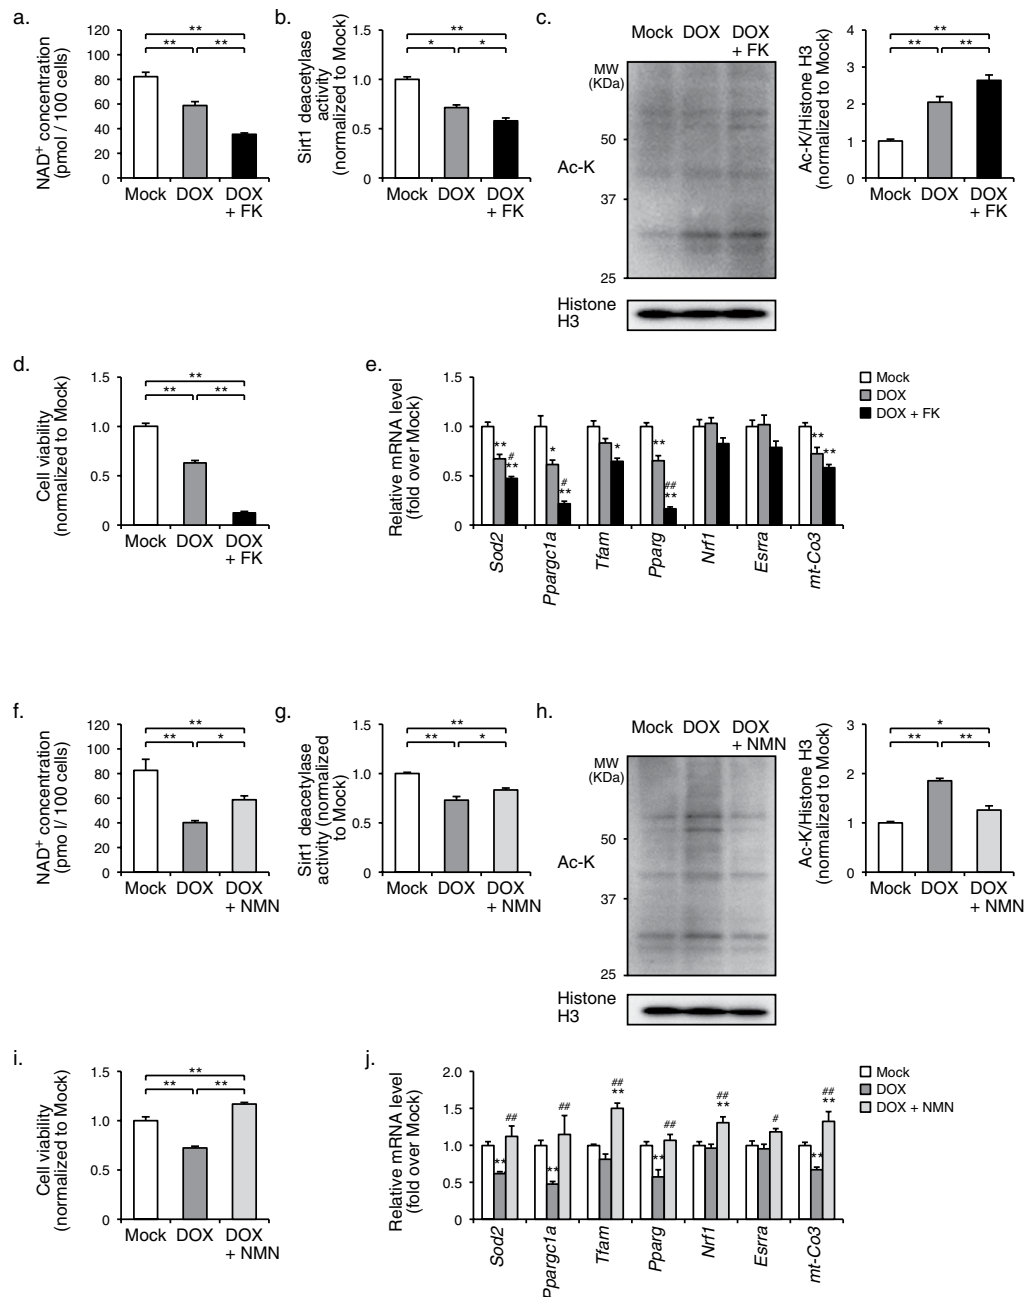 a.
NAD+ concentration
(pmol / 100 cells)
120
100
80
60
40
20
0
** 
** **
Mock DOX DOX
+ FK
b.
Sirt1 deacetylase
activity
(normalized to Mock)
1.5
1.0
0.5
0
**
* *
Mock DOX DOX
+ FK
c.
Mock DOX DOX
+ FK
MW
(KDa)
50
Ac-K
37
25
Histone
H3
Ac-K/Histone H3
(normalized to Mock)
4
3
2
1
0
**
** **
Mock DOX DOX
+ FK
d.
Cell viability
(normalized to Mock)
1.5
1.0
0.5
0
**
** **
Mock DOX DOX
+ FK
e.
Relative mRNA level
(fold over Mock)
1.5
1.0
0.5
0
** # **
* # **
*
** ## **
** **
Sod2 Ppargc1a Tfam Pparg Nrf1 Esrra mt-Co3
Mock
DOX
DOX + FK
f.
NAD+ concentration
(pmo l/ 100 cells)
120
100
80
60
40
20
0
**
** *
Mock DOX DOX
+ NMN
g.
Sirt1 deacetylase
activity (normalized
to Mock)
1.5
1.0
0.5
0
**
** *
Mock DOX DOX
+ NMN
h.
Mock DOX DOX
+ NMN
MW
(KDa)
50
Ac-K
37
25
Histone
H3
Ac-K/Histone H3
(normalized to Mock)
3
2
1
0
*
** **
Mock DOX DOX
+ NMN
i.
Cell viability
(normalized to Mock)
1.5
1.0
0.5
0
**
** **
Mock DOX DOX
+ NMN
j.
Relative mRNA level
(fold over Mock)
2.0
1.5
1.0
0.5
0
** ##
** ##
## **
** ##
## **
#
** ## **
Sod2 Ppargc1a Tfam Pparg Nrf1 Esrra mt-Co3
Mock
DOX
DOX + NMN